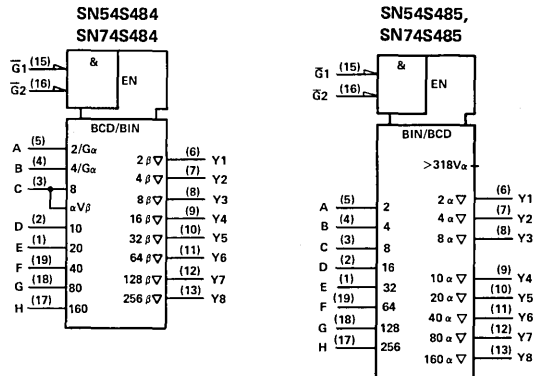 SN54S484
SN74S484
&
EN
G̅1 (15)
G̅2 (16)
BCD/BIN
A (5) 2/Gα
B (4) 4/Gα
C (3) 8
αVβ
D (2) 10
E (1) 20
F (19) 40
G (18) 80
H (17) 160
2 β▽ (6) Y1
4 β▽ (7) Y2
8 β▽ (8) Y3
16 β▽ (9) Y4
32 β▽ (10) Y5
64 β▽ (11) Y6
128 β▽ (12) Y7
256 β▽ (13) Y8
SN54S485,
SN74S485
&
EN
G̅1 (15)
G̅2 (16)
BIN/BCD
>318Vα
A (5) 2
B (4) 4
C (3) 8
D (2) 16
E (1) 32
F (19) 64
G (18) 128
H (17) 256
2 α ▽ (6) Y1
4 α ▽ (7) Y2
8 α ▽ (8) Y3
10 α ▽ (9) Y4
20 α ▽ (10) Y5
40 α ▽ (11) Y6
80 α ▽ (12) Y7
160 α ▽ (13) Y8